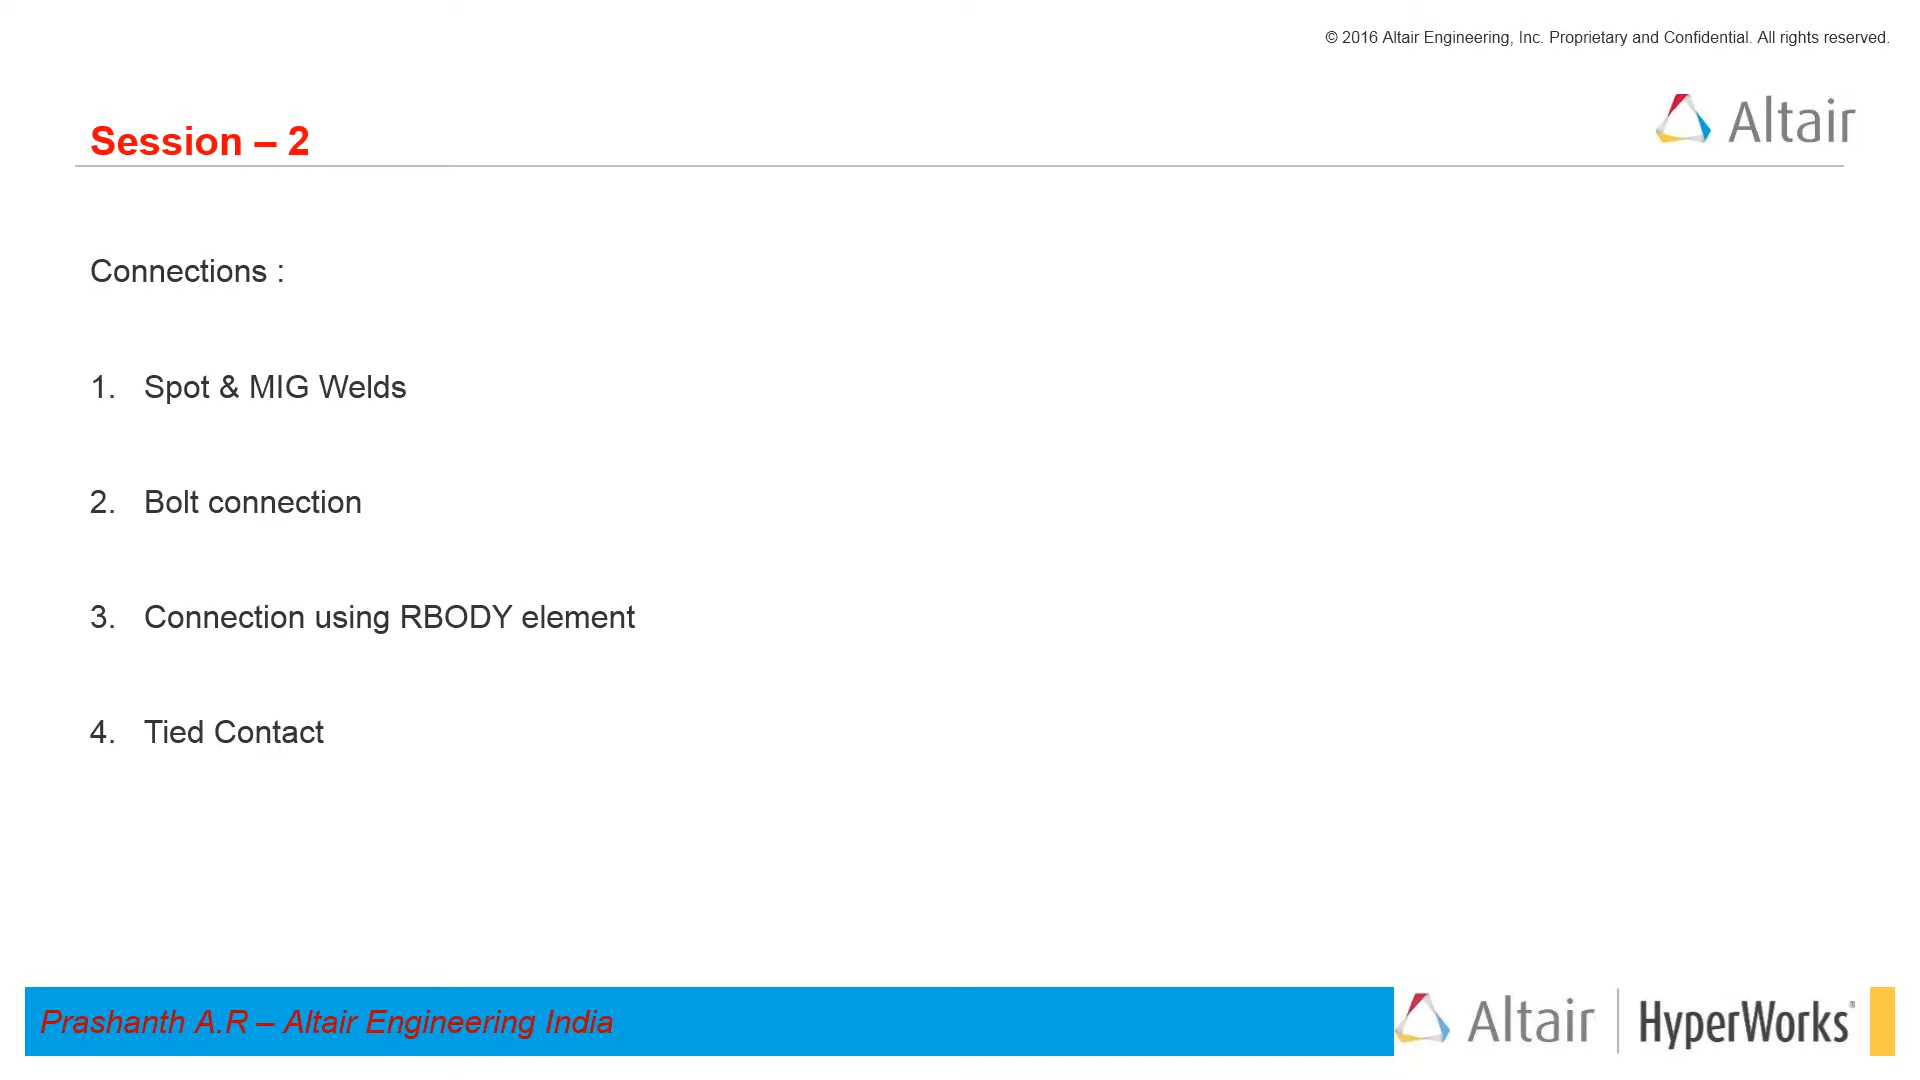 © 2016 Altair Engineering, Inc. Proprietary and Confidential. All rights reserved.
Altair
Session – 2
Connections :
1. Spot & MIG Welds
2. Bolt connection
3. Connection using RBODY element
4. Tied Contact
Prashanth A.R – Altair Engineering India
Altair | HyperWorks